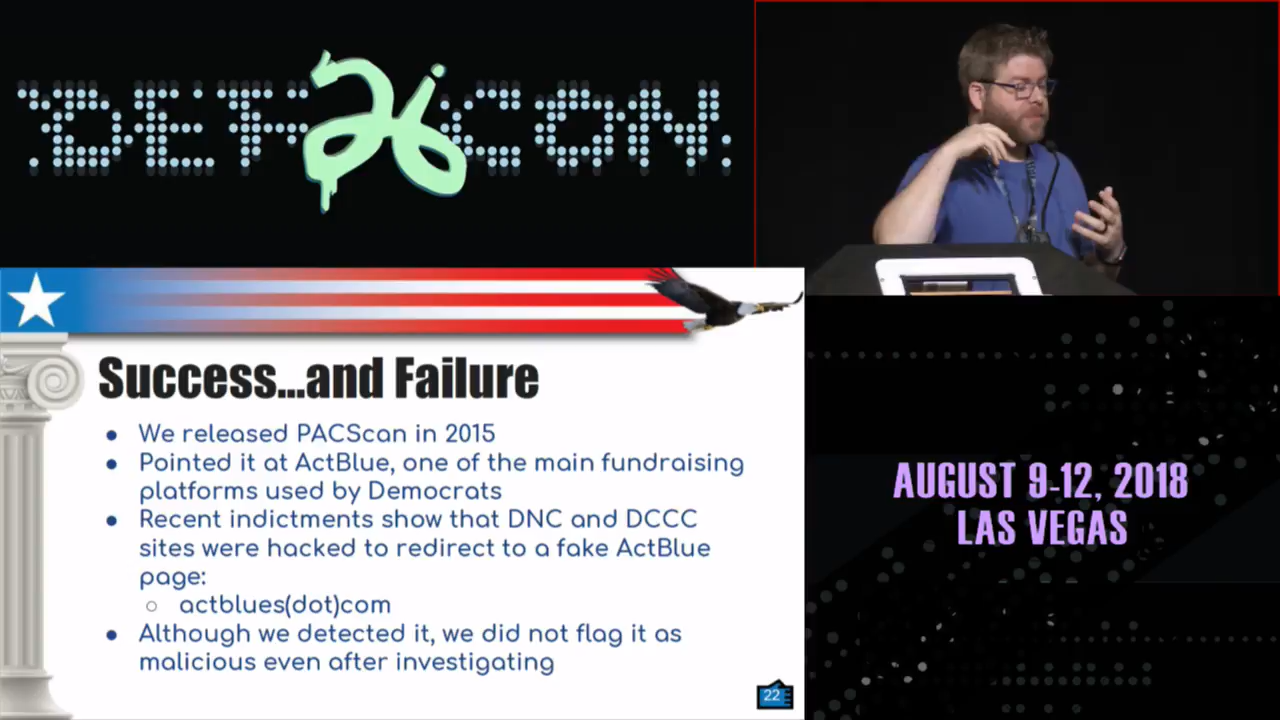 DEF CON
26
Success...and Failure
● We released PACScan in 2015
● Pointed it at ActBlue, one of the main fundraising
platforms used by Democrats
● Recent indictments show that DNC and DCCC
sites were hacked to redirect to a fake ActBlue
page:
○ actblues(dot)com
● Although we detected it, we did not flag it as
malicious even after investigating
22
AUGUST 9-12, 2018
LAS VEGAS